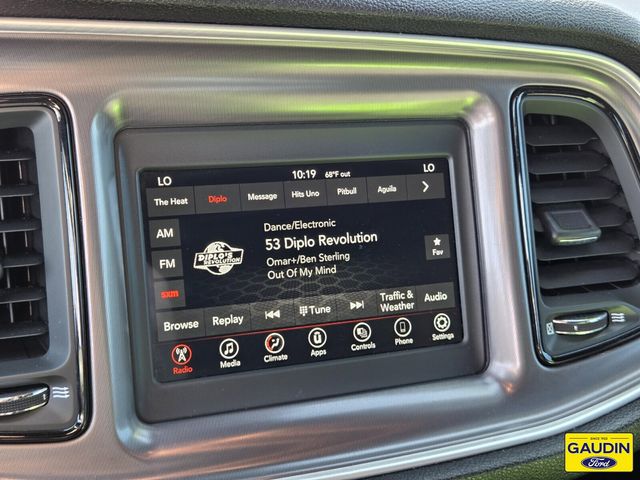 LO 10:19 68°F out LO
The Heat Diplo Message Hits Uno Pitbull Aguila
AM
FM
SXM
DIPLO'S
REVOLUTION
Dance/Electronic
53 Diplo Revolution
Omar+/Ben Sterling
Out Of My Mind
Fav
Browse Replay Tune Traffic & Weather Audio
Radio Media Climate Apps Controls Phone Settings
SINCE 1922
GAUDIN
Ford